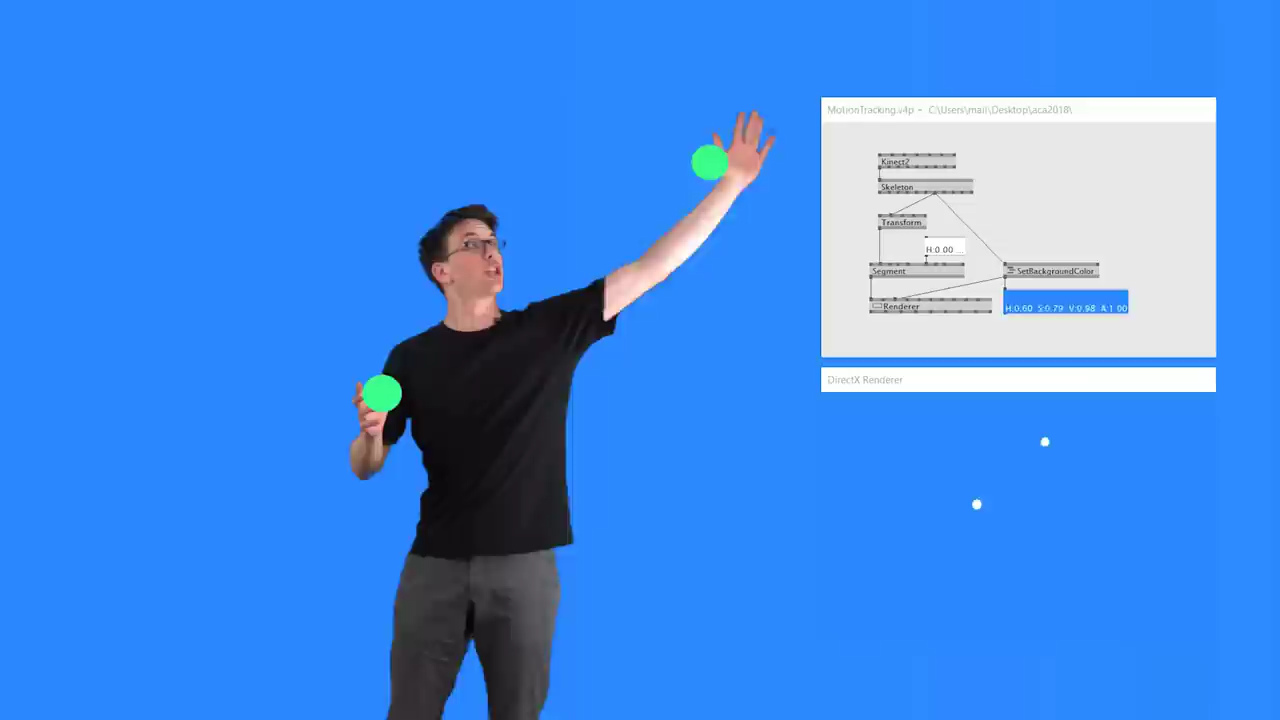 MotionTracking.v4p - C:\Users\mail\Desktop\aca2018\
Kinect2
Skeleton
Transform
H:0.00 ...
Segment
SetBackgroundColor
Renderer
H:0.60 S:0.79 V:0.98 A:1.00
DirectX Renderer